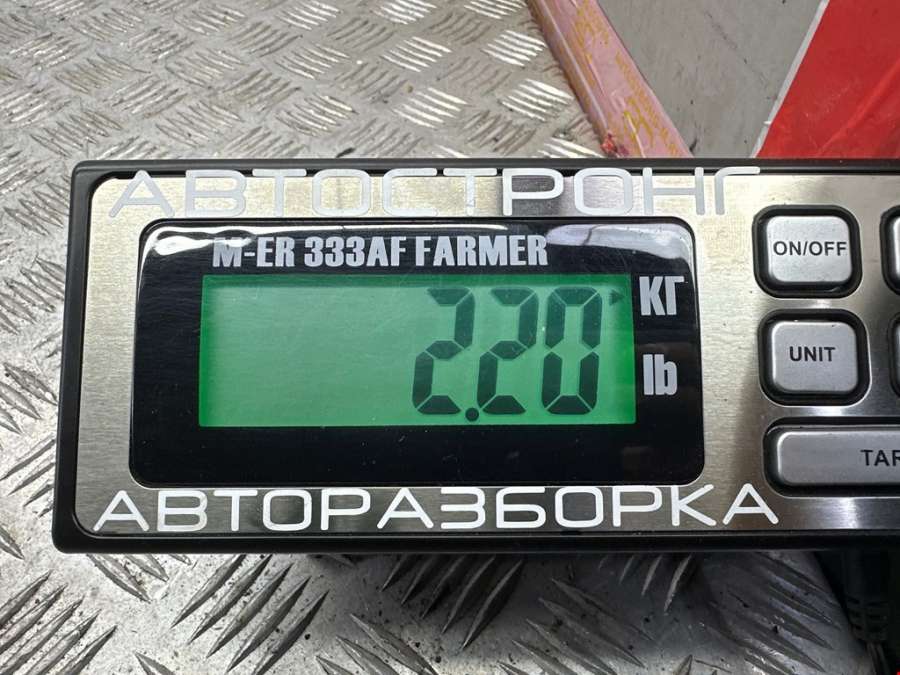 АВТОСТРОНГ
M-ER 333AF FARMER
2.20
КГ
lb
АВТОРАЗБОРКА
ON/OFF
UNIT